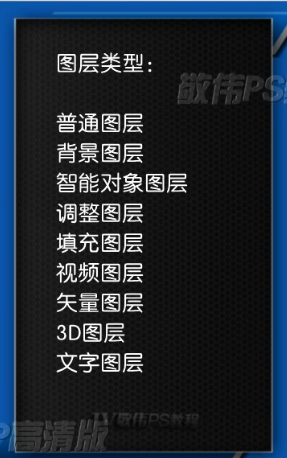 图层类型：
敬伟PS
普通图层
背景图层
智能对象图层
调整图层
填充图层
视频图层
矢量图层
3D图层
文字图层
敬伟PS教程
高清版